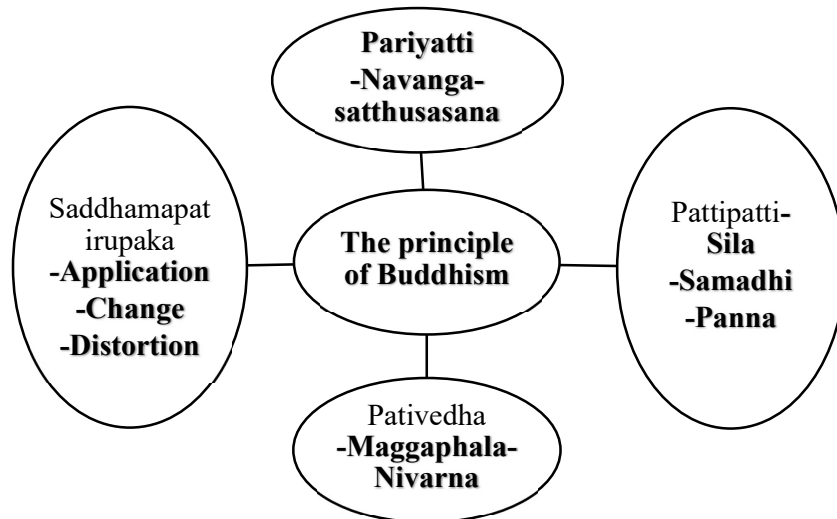 Pariyatti
-Navanga-
satthusasana
Saddhamapat
irupaka
-Application
-Change
-Distortion
The principle
of Buddhism
Pattipatti-
Sila
-Samadhi
-Panna
Pativedha
-Maggaphala-
Nivarna